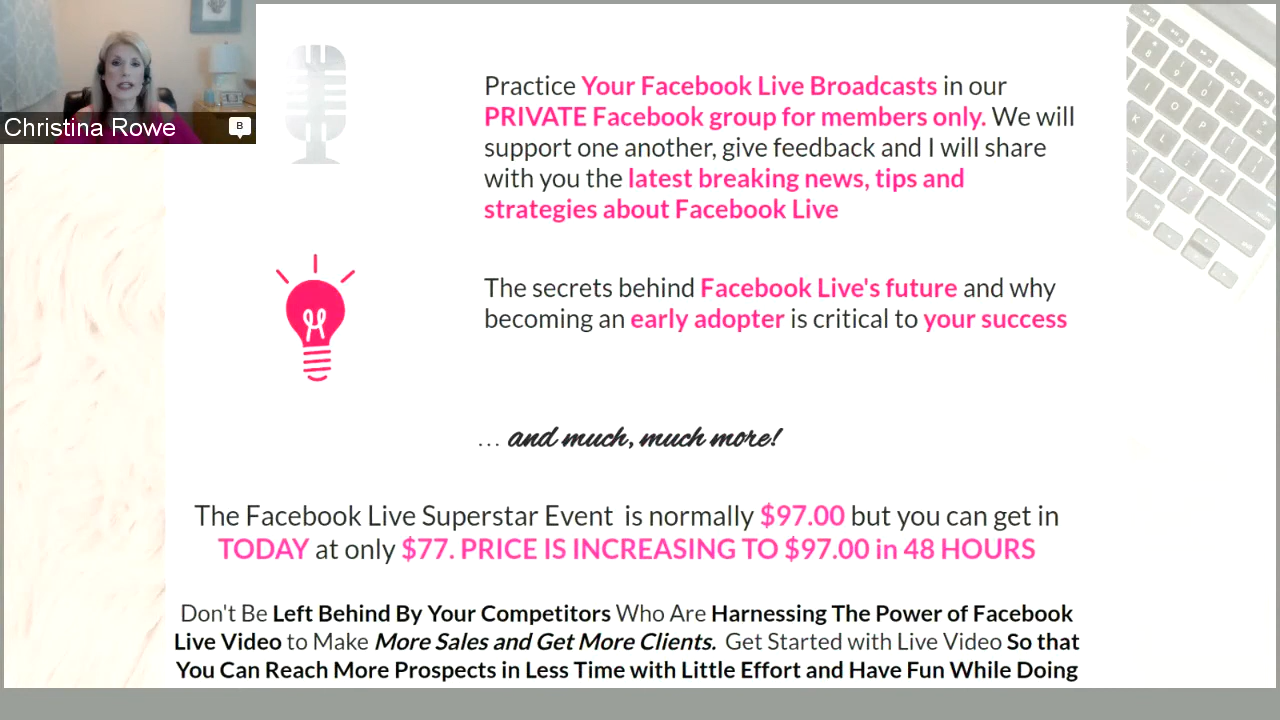 Christina Rowe
B
Practice Your Facebook Live Broadcasts in our
PRIVATE Facebook group for members only. We will
support one another, give feedback and I will share
with you the latest breaking news, tips and
strategies about Facebook Live
The secrets behind Facebook Live's future and why
becoming an early adopter is critical to your success
... and much, much more!
The Facebook Live Superstar Event is normally $97.00 but you can get in
TODAY at only $77. PRICE IS INCREASING TO $97.00 in 48 HOURS
Don't Be Left Behind By Your Competitors Who Are Harnessing The Power of Facebook
Live Video to Make More Sales and Get More Clients. Get Started with Live Video So that
You Can Reach More Prospects in Less Time with Little Effort and Have Fun While Doing